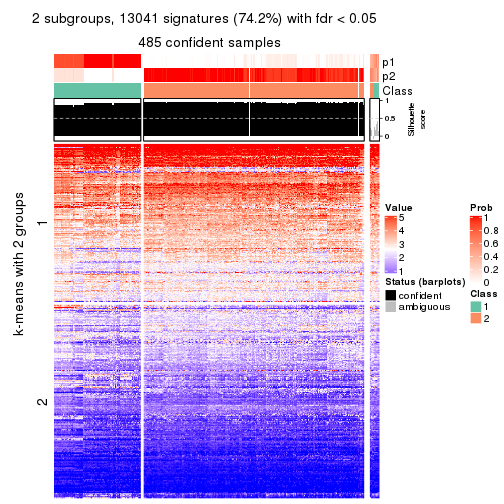 2 subgroups, 13041 signatures (74.2%) with fdr < 0.05
485 confident samples
p1
p2
Class
1
0.5
0
Silhouette
score
k-means with 2 groups
1
2
Value
5
4
3
2
1
Status (barplots)
confident
ambiguous
Prob
1
0.8
0.6
0.4
0.2
0
Class
1
2